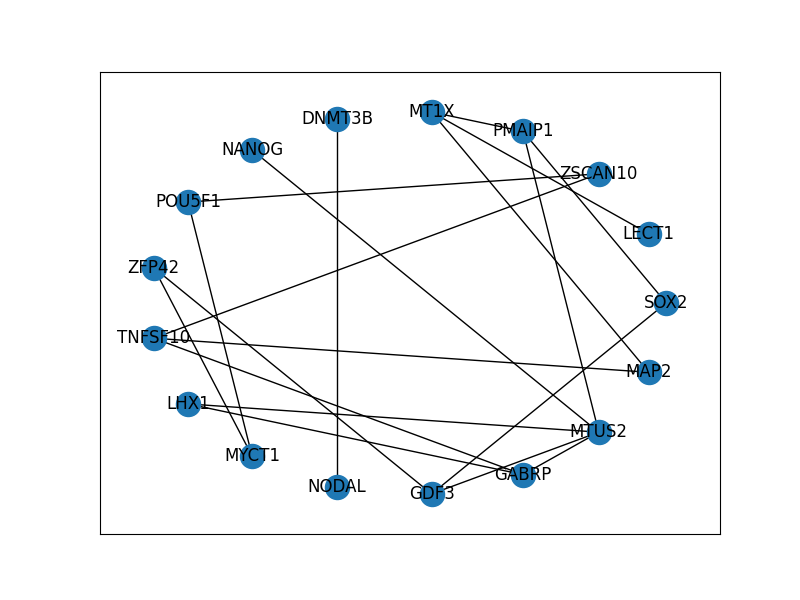 MT1X
DNMT3B
PMAIP1
NANOG
ZSCAN10
POU5F1
LECT1
ZFP42
SOX2
TNFSF10
MAP2
LHX1
MTUS2
MYCT1
GABRP
NODAL
GDF3